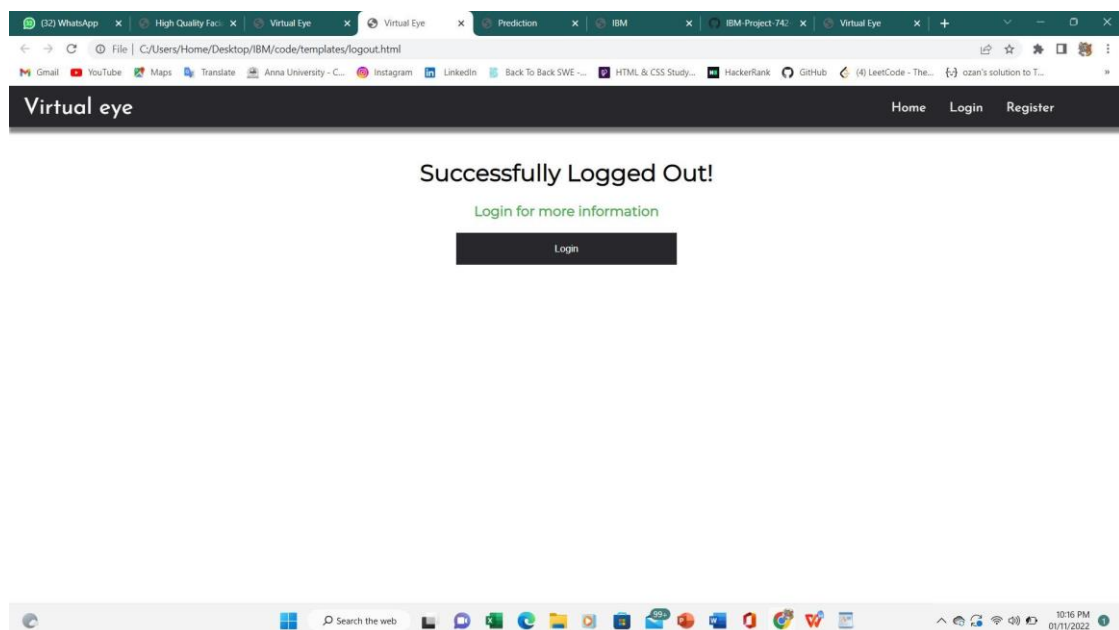 (32) WhatsApp
High Quality Faci
Virtual Eye
Virtual Eye
Prediction
IBM
IBM-Project-742
Virtual Eye
File | C:/Users/Home/Desktop/IBM/code/templates/logout.html
Gmail YouTube Maps Translate Anna University - C... Instagram LinkedIn Back To Back SWE -... HTML & CSS Study... HackerRank GitHub (4) LeetCode - The... {√} ozan's solution to T... »
Virtual eye
Home Login Register
Successfully Logged Out!
Login for more information
Login
Search the web
99+
10:16 PM
01/11/2022
1